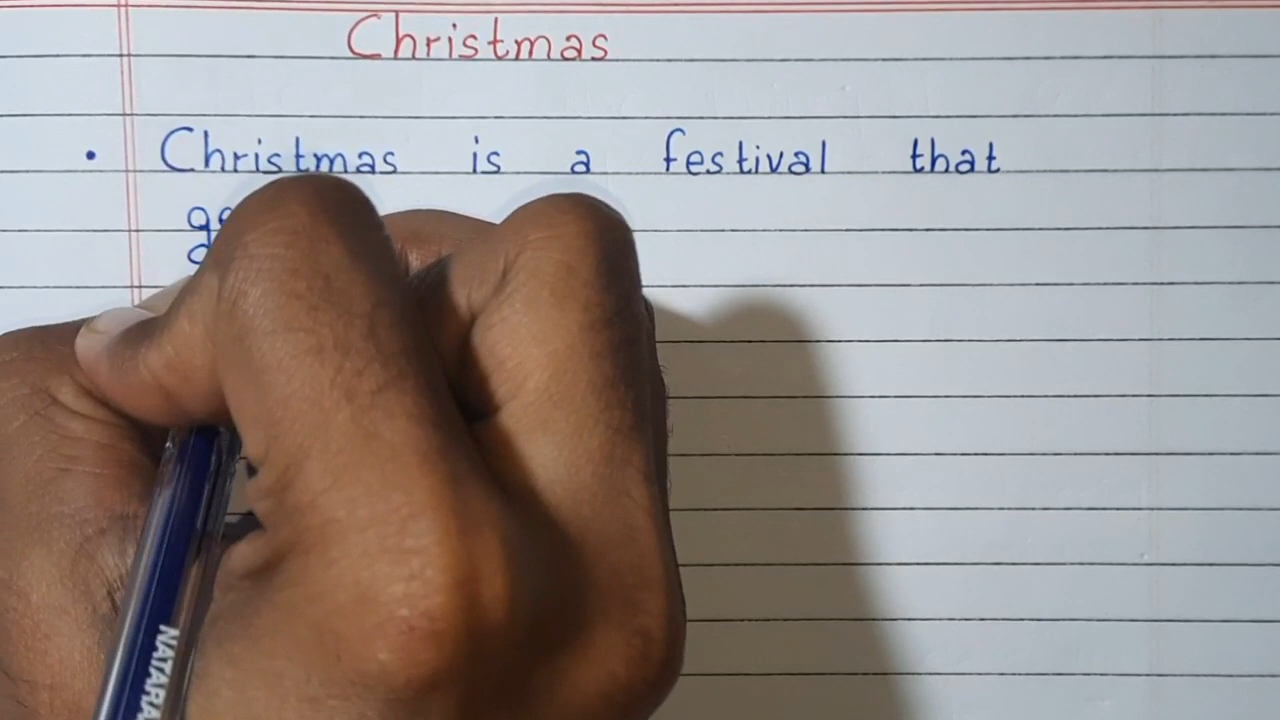 Christmas
• Christmas is a festival that
NATARA